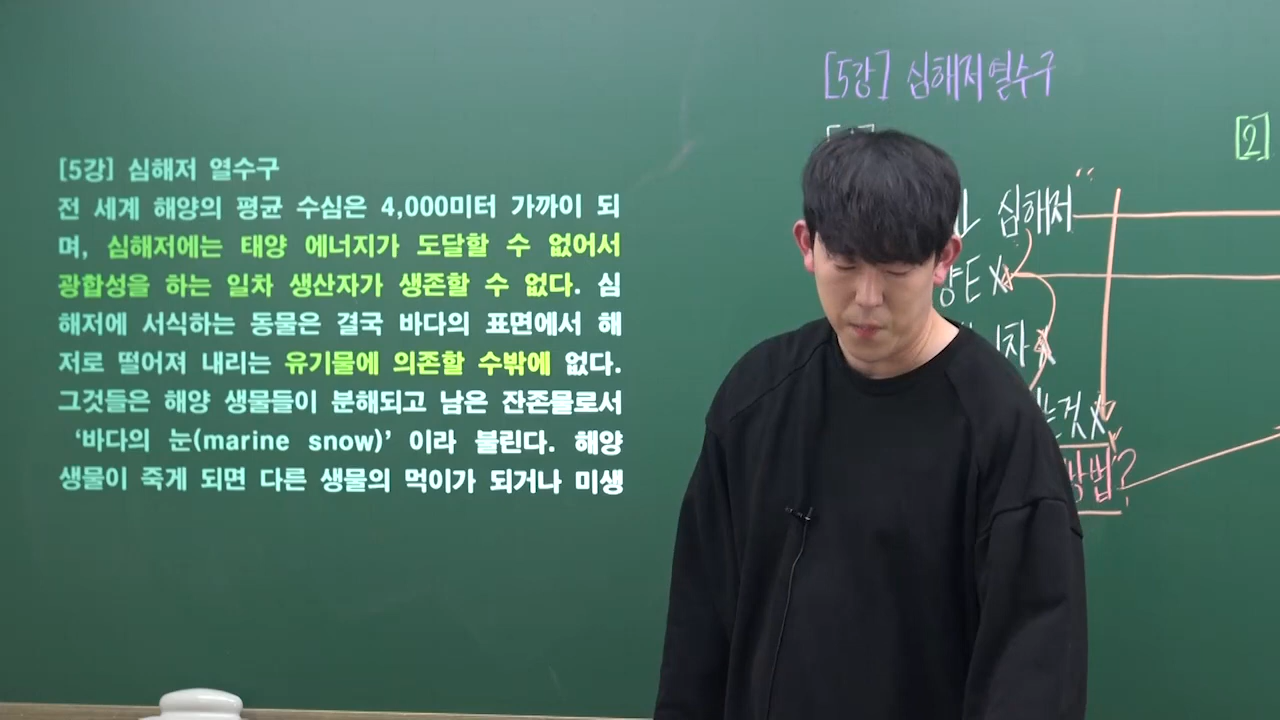 [5강] 심해저 열수구
전 세계 해양의 평균 수심은 4,000미터 가까이 되
며, 심해저에는 태양 에너지가 도달할 수 없어서
광합성을 하는 일차 생산자가 생존할 수 없다. 심
해저에 서식하는 동물은 결국 바다의 표면에서 해
저로 떨어져 내리는 유기물에 의존할 수밖에 없다.
그것들은 해양 생물들이 분해되고 남은 잔존물로서
‘바다의 눈(marine snow)’ 이라 불린다. 해양
생물이 죽게 되면 다른 생물의 먹이가 되거나 미생
[5강] 심해저 열수구
심해저
E X
것 X
?
[2]